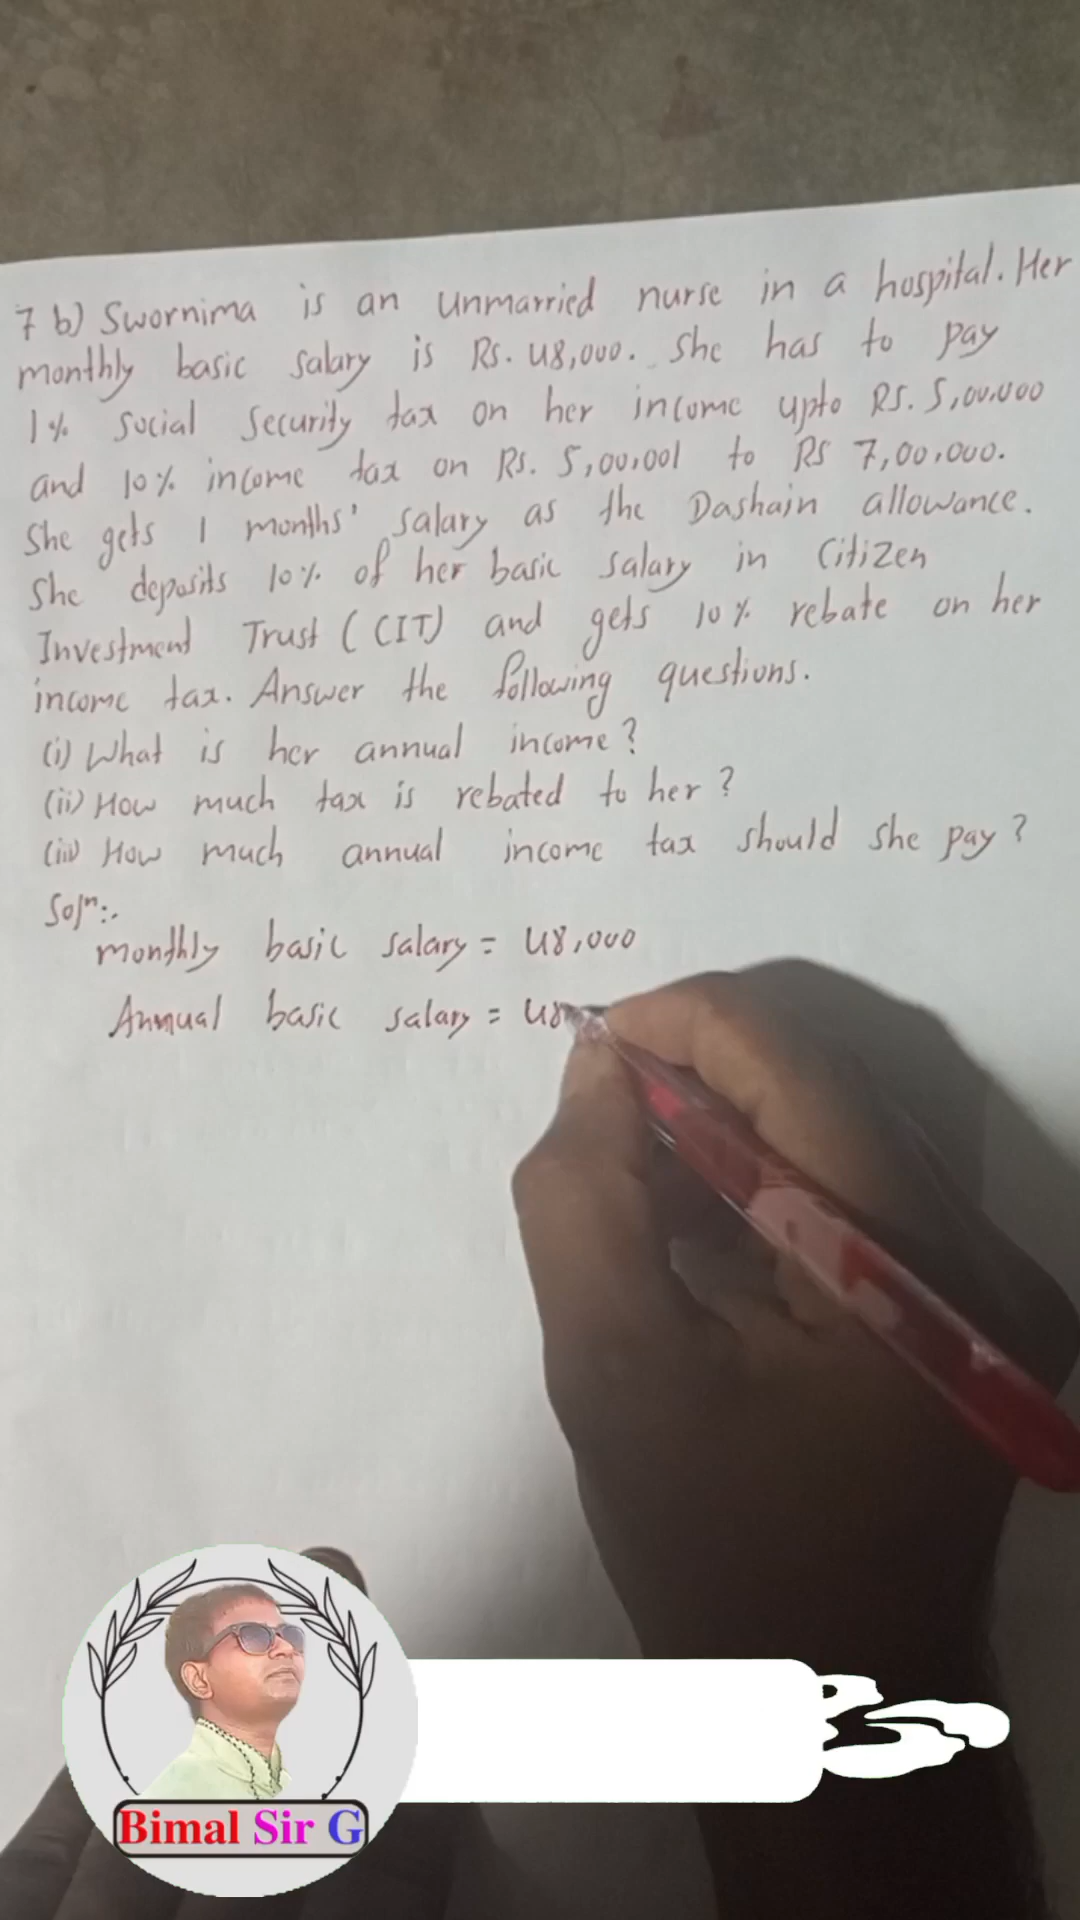 7 b) Swornima is an unmarried nurse in a hospital. Her
monthly basic salary is Rs. 48,000. She has to pay
1% Social Security tax on her income upto Rs. 5,00,000
and 10% income tax on Rs. 5,00,001 to Rs 7,00,000.
She gets 1 months' salary as the Dashain allowance.
She deposits 10% of her basic salary in Citizen
Investment Trust (CIT) and gets 10% rebate on her
income tax. Answer the following questions.
(i) What is her annual income?
(ii) How much tax is rebated to her?
(iii) How much annual income tax should she pay?
Solⁿ:.
monthly basic salary = 48,000
Annual basic salary = 48
Bimal Sir G